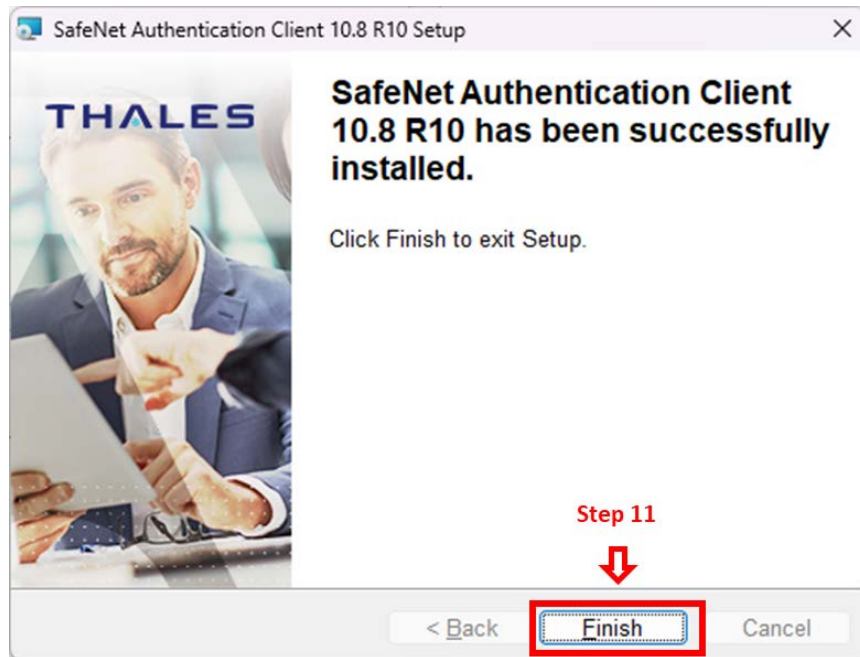 SafeNet Authentication Client 10.8 R10 Setup
THALES
SafeNet Authentication Client
10.8 R10 has been successfully
installed.
Click Finish to exit Setup.
Step 11
< Back
Finish
Cancel